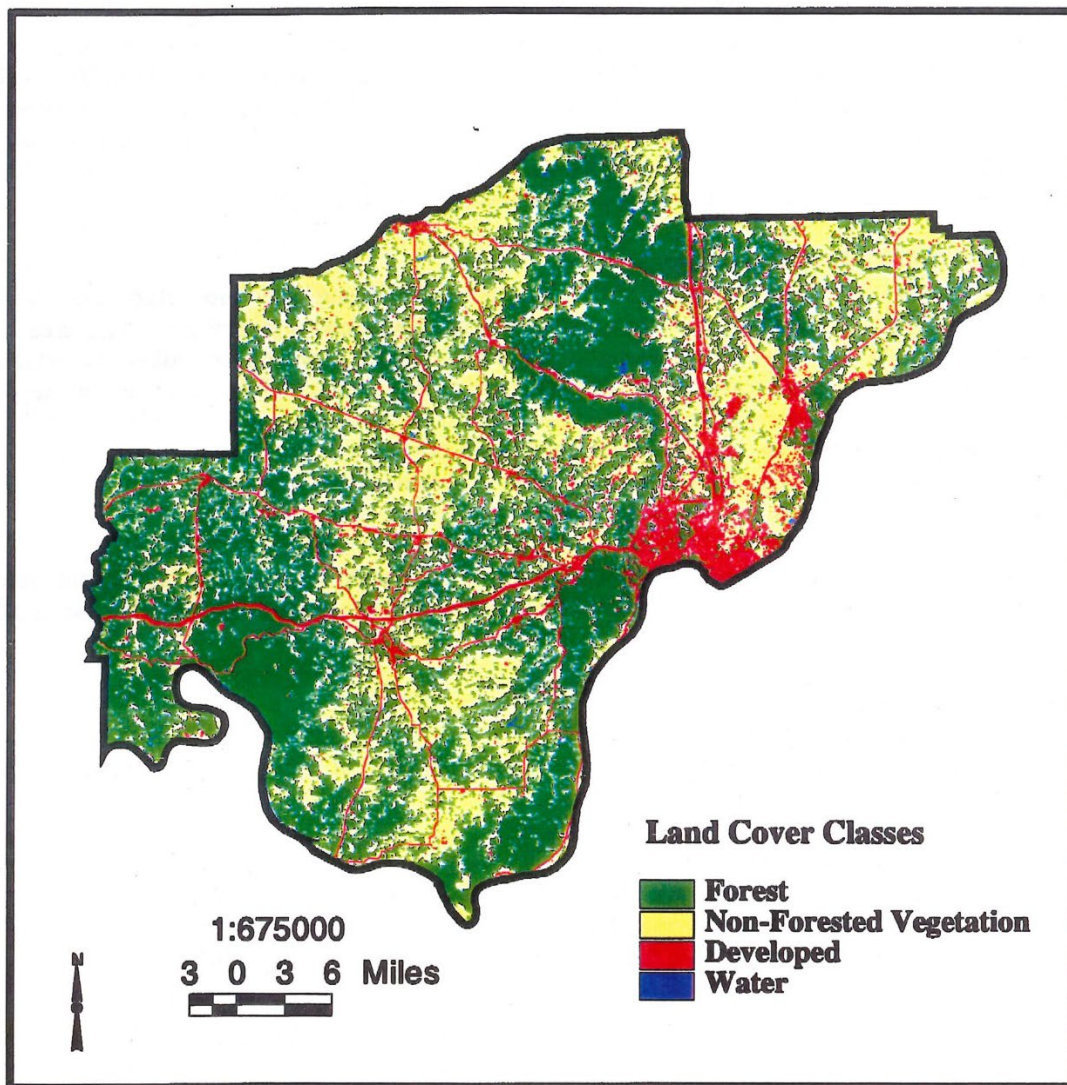 Land Cover Classes
Forest
Non-Forested Vegetation
Developed
Water
1:675000
3 0 3 6 Miles
N